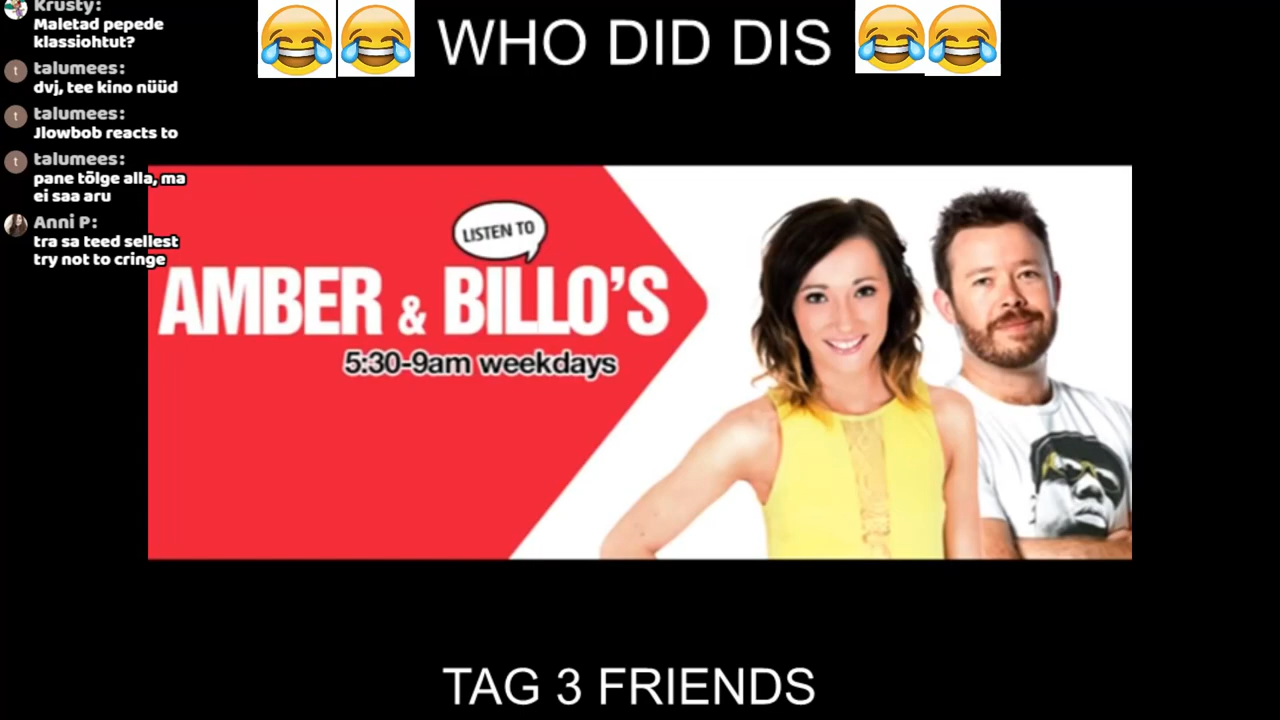 Krusty:
Maletad pepede
klassiohtut?
talumees:
dvj, tee kino nüüd
talumees:
Jlowbob reacts to
talumees:
pane tõlge alla, ma
ei saa aru
Anni P:
tra sa teed sellest
try not to cringe
WHO DID DIS
LISTEN TO
AMBER & BILLO'S
5:30-9am weekdays
TAG 3 FRIENDS
t
t
t